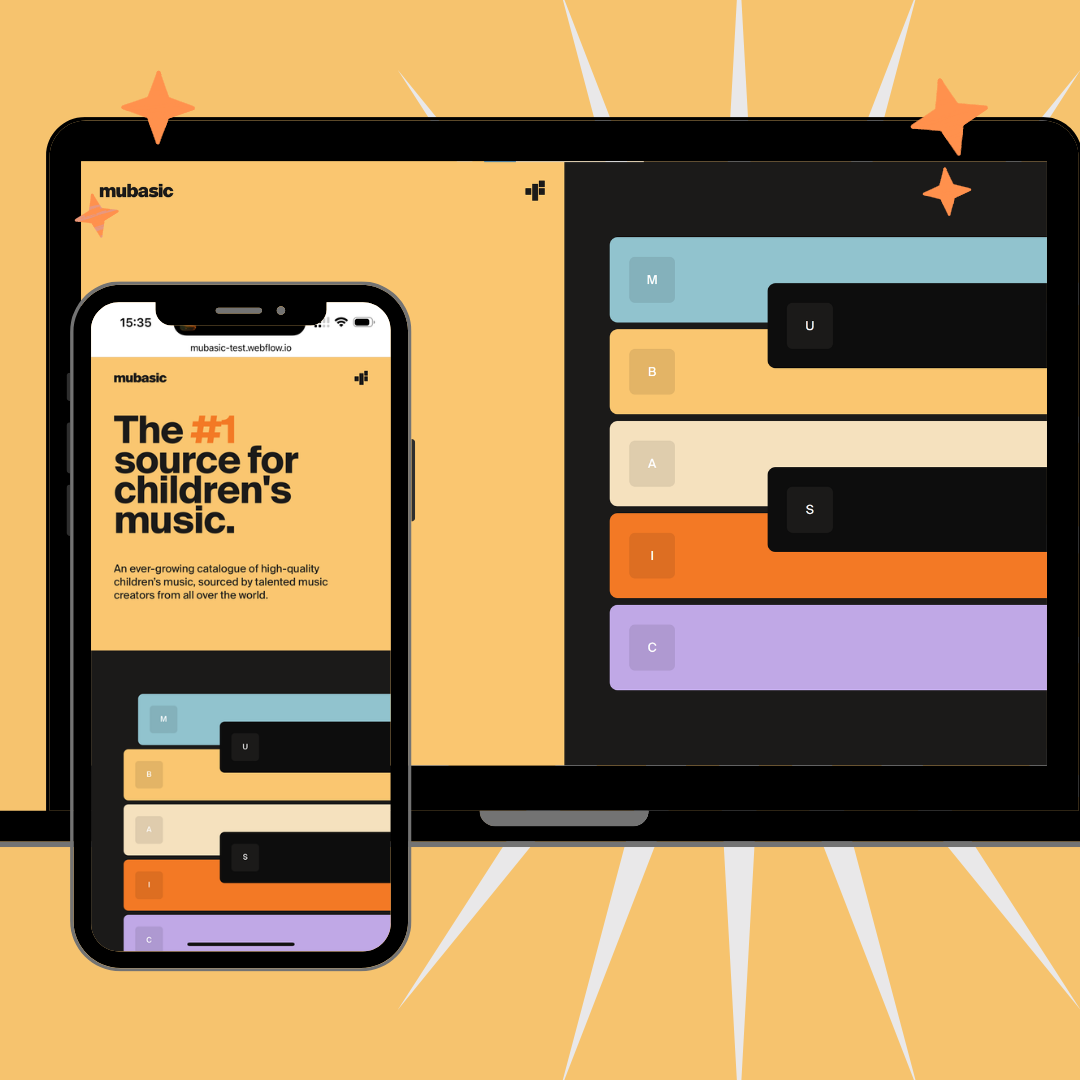 mubasic
M
U
B
A
S
I
C
15:35
mubasic-test.webflow.io
mubasic
The #1
source for
children's
music.
An ever-growing catalogue of high-quality
children's music, sourced by talented music
creators from all over the world.
M
U
B
A
S
I
C